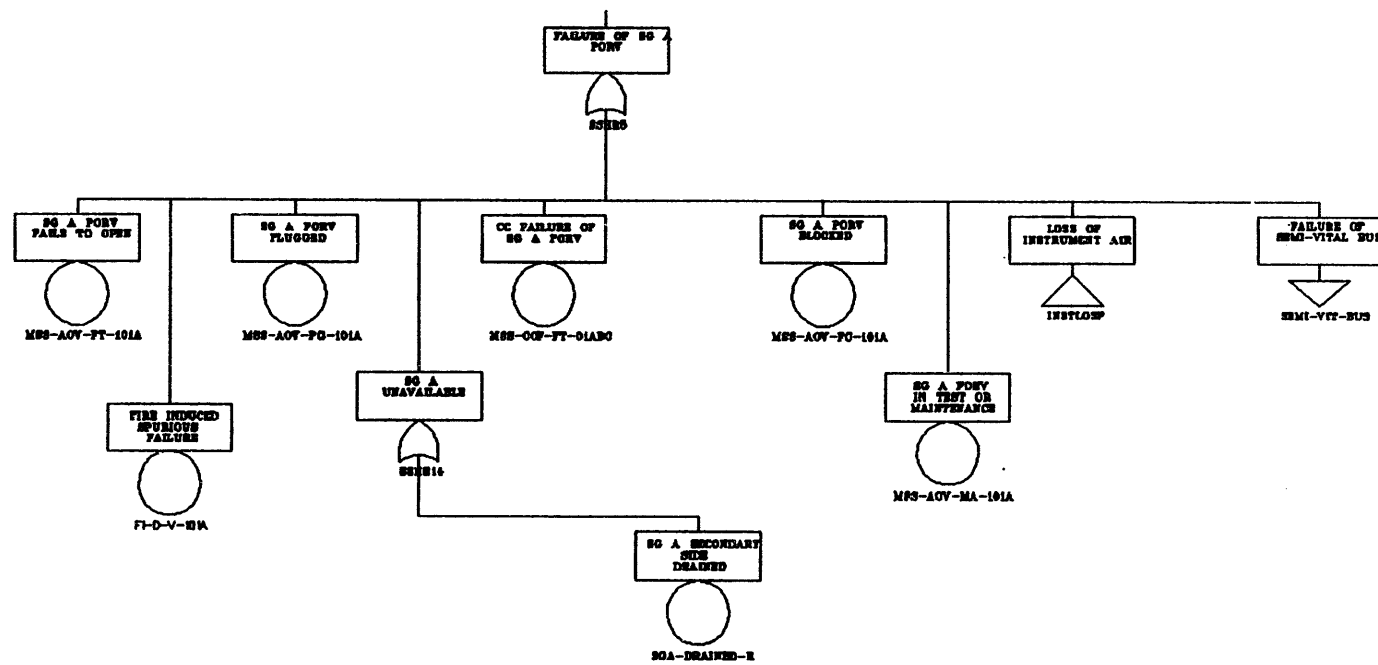 FAILURE OF SG A
PORV
SG A PORV
FAILS TO OPEN
MSS-AOV-FT-101A
SG A PORV
PLUGGED
MSS-AOV-PG-101A
CC FAILURE OF
SG A PORV
MSS-CCF-FT-01ABC
SG A PORV
BLOCKED
MSS-AOV-FC-101A
LOSS OF
INSTRUMENT AIR
INSTLOSP
FAILURE OF
SEMI-VITAL BUS
SEMI-VIT-BUS
FIRE INDUCED
SPURIOUS
FAILURE
FI-D-V-101A
SG A
UNAVAILABLE
SG A PORV
IN TEST OR
MAINTENANCE
MSS-AOV-MA-101A
SG A SECONDARY
SIDE
DRAINED
SGA-DRAINED-R